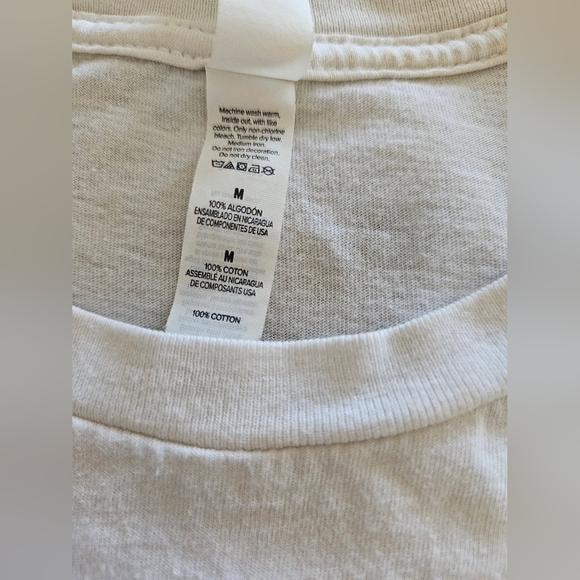 Machine wash warm,
Inside out, with like
colors. Only non-chlorine
bleach. Tumble dry low.
Medium iron.
Do not iron decoration.
Do not dry clean.
M
100% ALGODÓN
ENSAMBLADO EN NICARAGUA
DE COMPONENTES DE USA
M
100% COTON
ASSEMBLÉ AU NICARAGUA
DE COMPOSANTS USA
100% COTTON